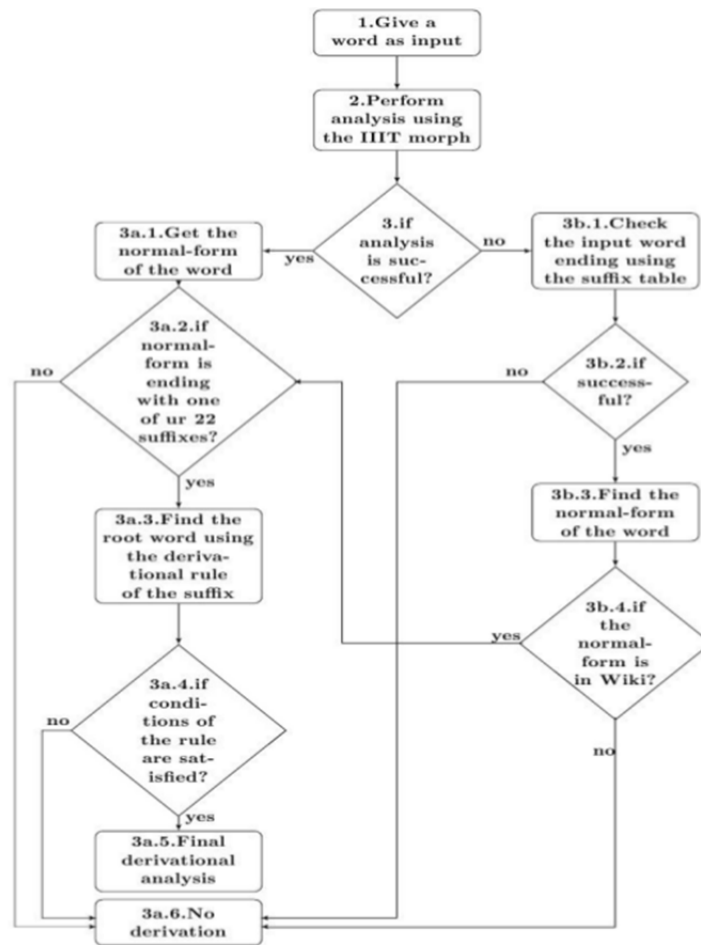 1.Give a
word as input
2.Perform
analysis using
the IIIT morph
3.if
analysis
is suc-
cessful?
yes
no
3a.1.Get the
normal-form
of the word
3b.1.Check
the input word
ending using
the suffix table
3a.2.if
normal-
form is
ending
with one
of ur 22
suffixes?
no
yes
3b.2.if
success-
ful?
no
yes
3a.3.Find the
root word using
the deriva-
tional rule
of the suffix
3b.3.Find the
normal-form
of the word
3b.4.if
the
normal-
form is
in Wiki?
yes
no
3a.4.if
condi-
tions of
the rule
are sat-
isfied?
no
yes
3a.5.Final
derivational
analysis
3a.6.No
derivation